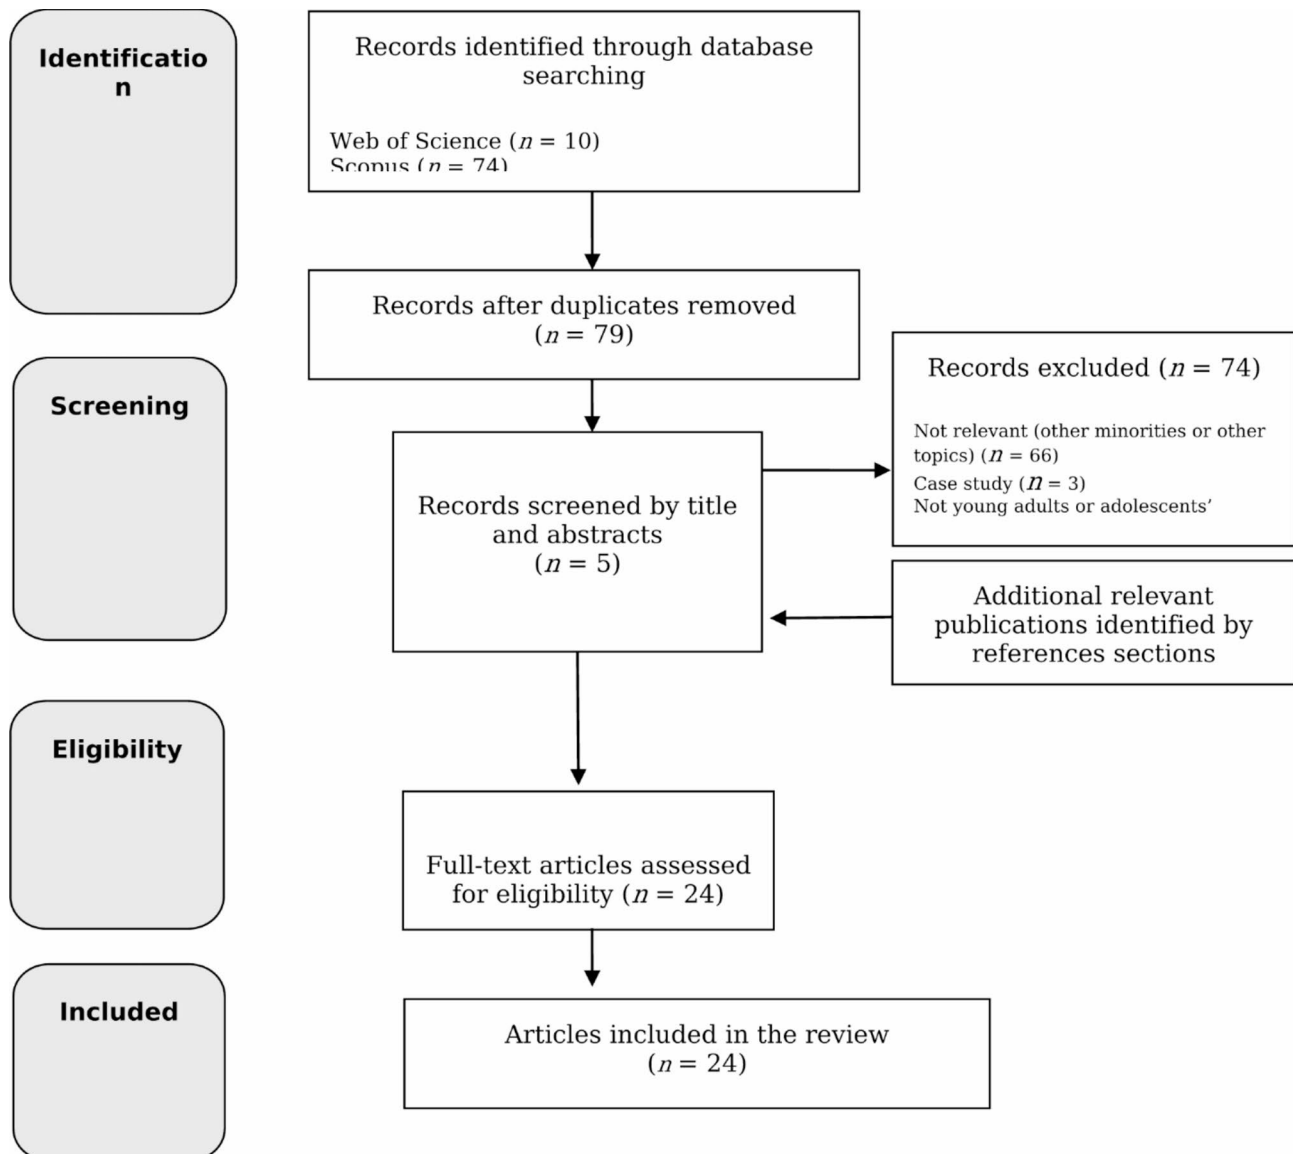 Identificatio
n
Records identified through database
searching
Web of Science (n = 10)
Scopus (n = 74)
Records after duplicates removed
(n = 79)
Screening
Records excluded (n = 74)
Not relevant (other minorities or other
topics) (n = 66)
Case study (n = 3)
Not young adults or adolescents’
Records screened by title
and abstracts
(n = 5)
Additional relevant
publications identified by
references sections
Eligibility
Full-text articles assessed
for eligibility (n = 24)
Included
Articles included in the review
(n = 24)